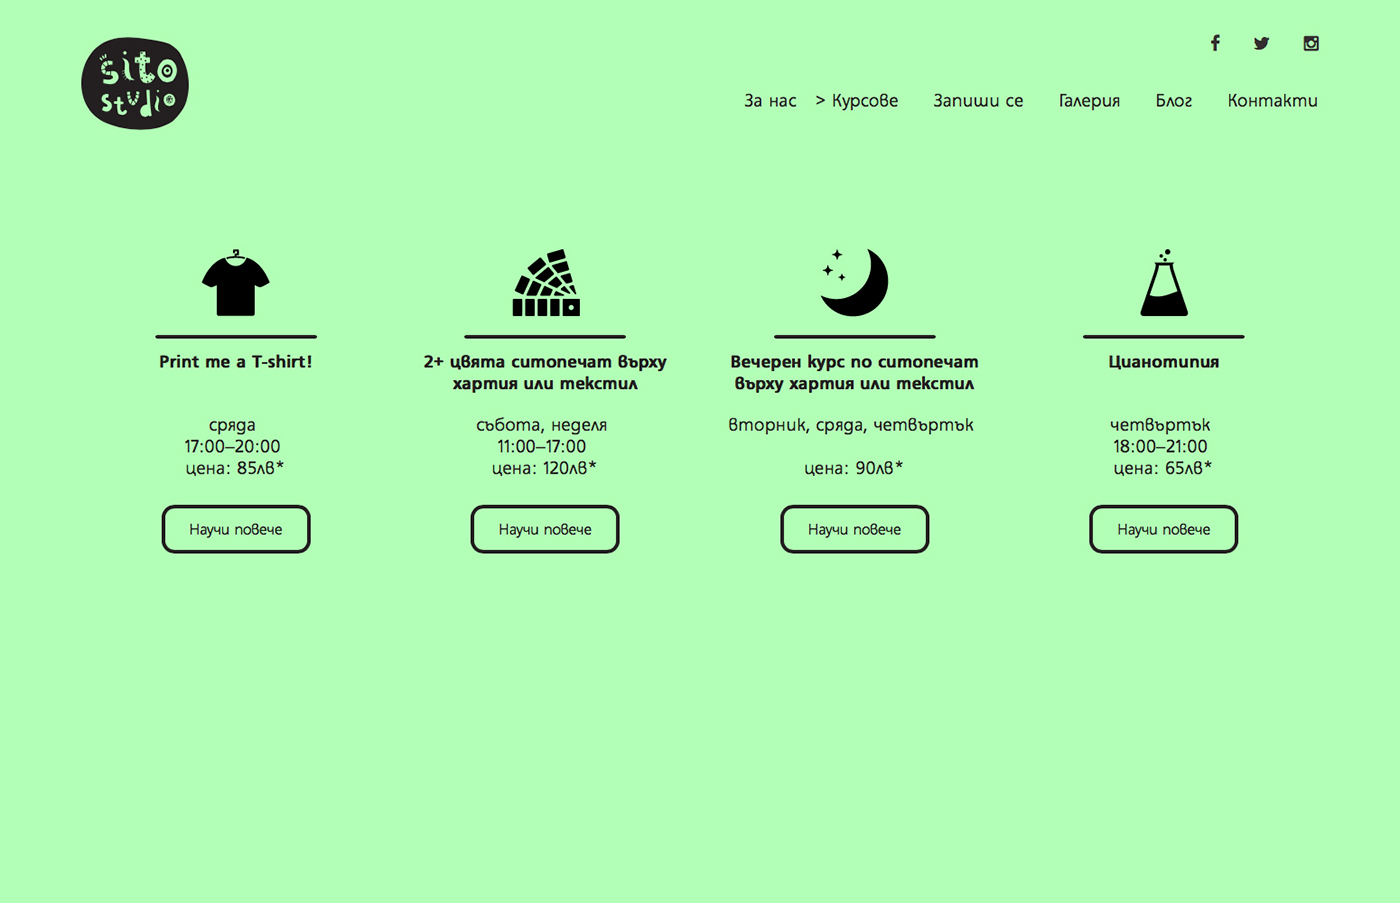 sito
studio
За нас > Курсове Запиши се Галерия Блог Контакти
Print me a T-shirt!
сряда
17:00–20:00
цена: 85лв*
Научи повече
2+ цвята ситопечат върху
хартия или текстил
събота, неделя
11:00–17:00
цена: 120лв*
Научи повече
Вечерен курс по ситопечат
върху хартия или текстил
вторник, сряда, четвъртък
цена: 90лв*
Научи повече
Цианотипия
четвъртък
18:00–21:00
цена: 65лв*
Научи повече